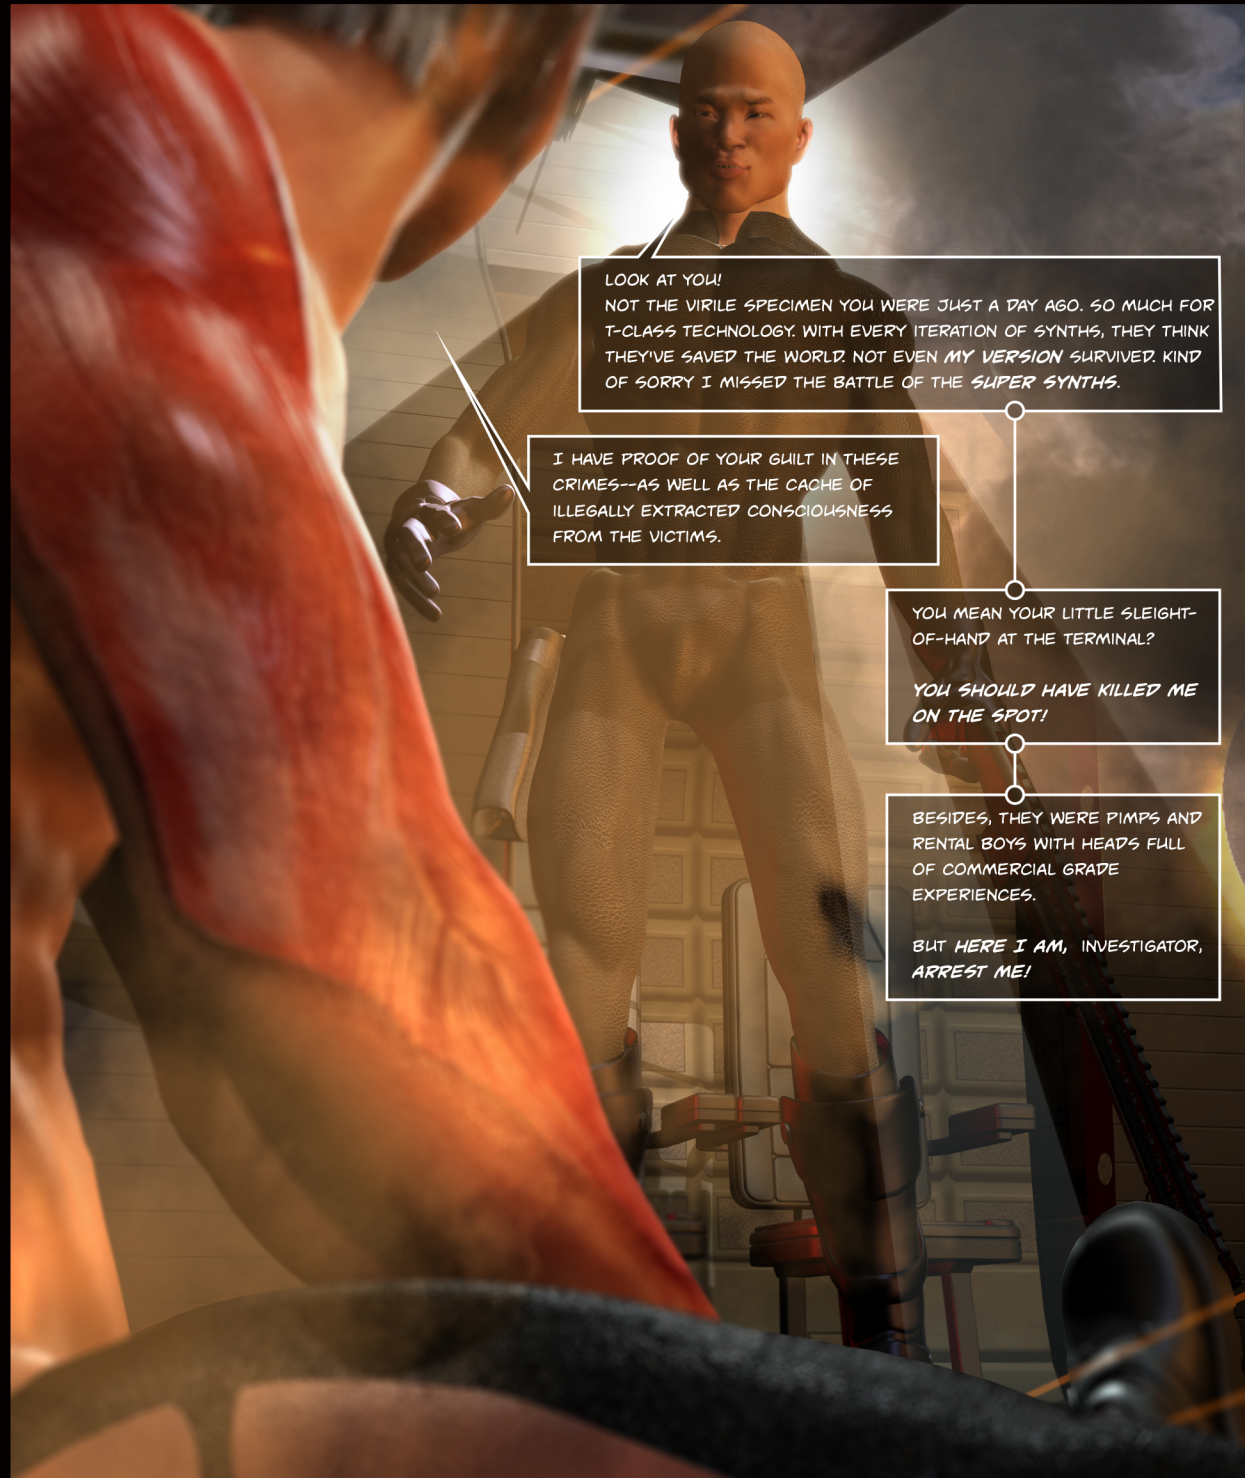 LOOK AT YOU!
NOT THE VIRILE SPECIMEN YOU WERE JUST A DAY AGO. SO MUCH FOR
T-CLASS TECHNOLOGY. WITH EVERY ITERATION OF SYNTHS, THEY THINK
THEY'VE SAVED THE WORLD. NOT EVEN MY VERSION SURVIVED. KIND
OF SORRY I MISSED THE BATTLE OF THE SUPER SYNTHS.
I HAVE PROOF OF YOUR GUILT IN THESE
CRIMES--AS WELL AS THE CACHE OF
ILLEGALLY EXTRACTED CONSCIOUSNESS
FROM THE VICTIMS.
YOU MEAN YOUR LITTLE SLEIGHT-
OF-HAND AT THE TERMINAL?
YOU SHOULD HAVE KILLED ME
ON THE SPOT!
BESIDES, THEY WERE PIMPS AND
RENTAL BOYS WITH HEADS FULL
OF COMMERCIAL GRADE
EXPERIENCES.
BUT HERE I AM, INVESTIGATOR,
ARREST ME!